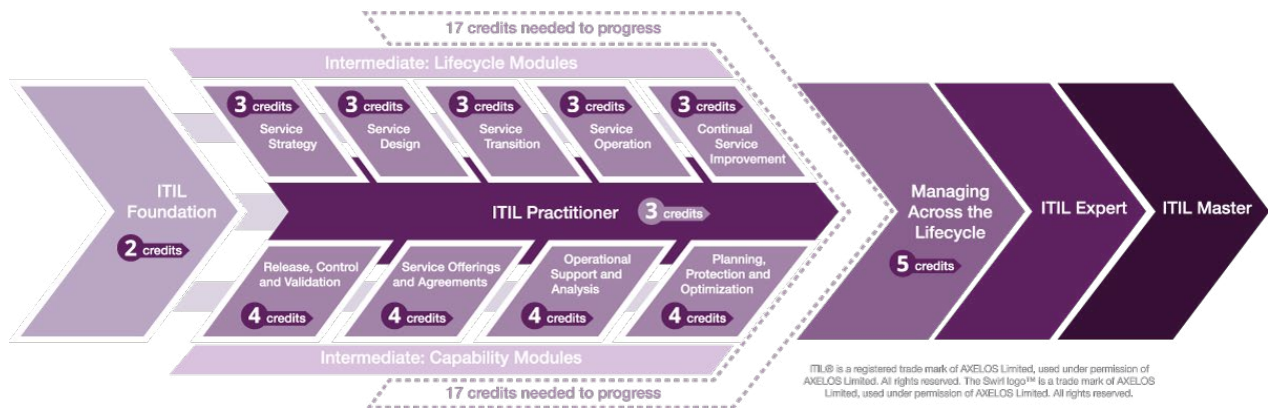 17 credits needed to progress
Intermediate: Lifecycle Modules
3 credits
Service
Strategy
3 credits
Service
Design
3 credits
Service
Transition
3 credits
Service
Operation
3 credits
Continual
Service
Improvement
ITIL
Foundation
2 credits
ITIL Practitioner 3 credits
Release, Control
and Validation
4 credits
Service Offerings
and Agreements
4 credits
Operational
Support and
Analysis
4 credits
Planning,
Protection and
Optimization
4 credits
Intermediate: Capability Modules
17 credits needed to progress
Managing
Across the
Lifecycle
5 credits
ITIL Expert
ITIL Master
ITIL® is a registered trade mark of AXELOS Limited, used under permission of
AXELOS Limited. All rights reserved. The Swirl logo™ is a trade mark of AXELOS
Limited, used under permission of AXELOS Limited. All rights reserved.